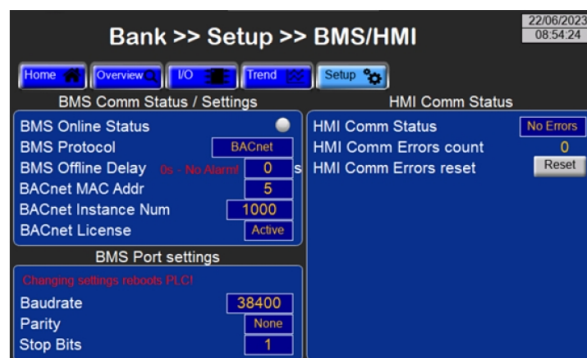 Bank >> Setup >> BMS/HMI
22/06/2023
08:54:24
Home
Overview
I/O
Trend
Setup
BMS Comm Status / Settings
BMS Online Status
BMS Protocol BACnet
BMS Offline Delay 0s - No Alarm! 0 s
BACnet MAC Addr 5
BACnet Instance Num 1000
BACnet License Active
BMS Port settings
Changing settings reboots PLC!
Baudrate 38400
Parity None
Stop Bits 1
HMI Comm Status
HMI Comm Status No Errors
HMI Comm Errors count 0
HMI Comm Errors reset Reset